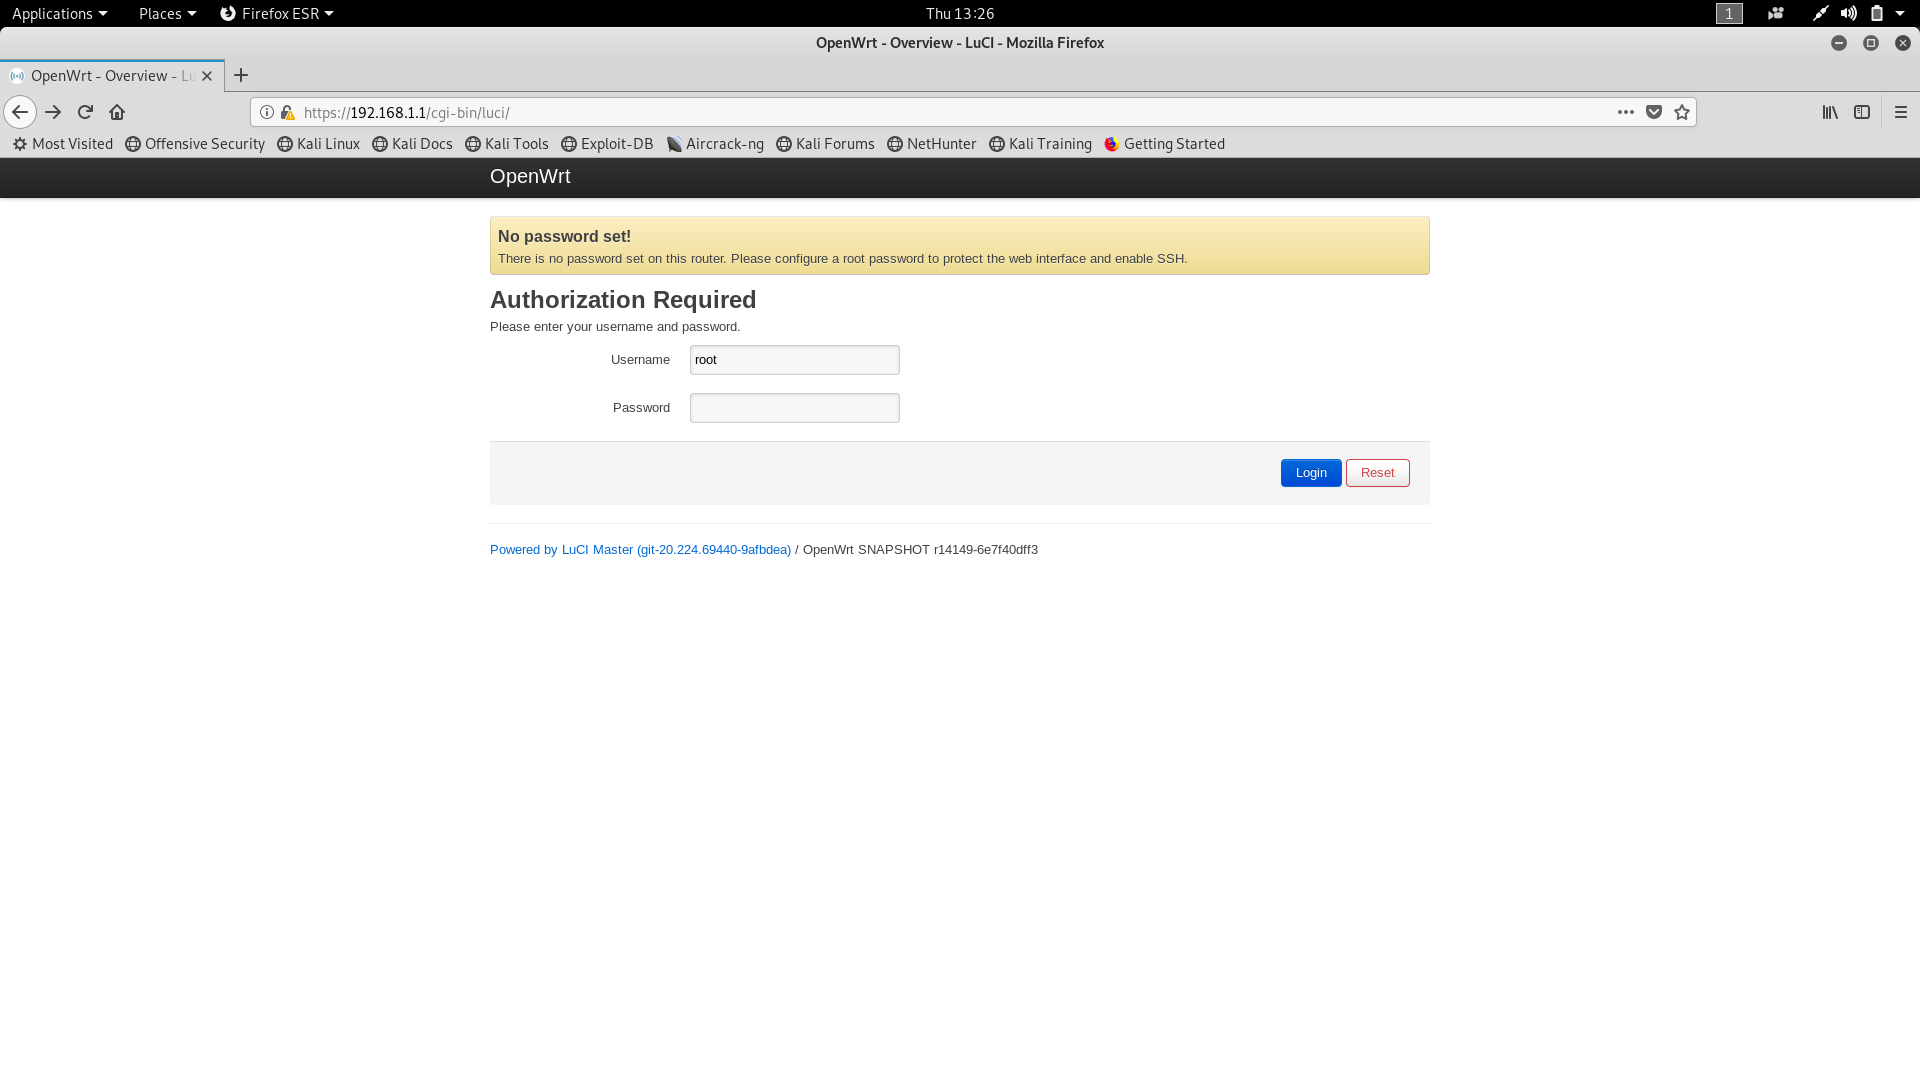 Applications Places Firefox ESR Thu 13:26 1
OpenWrt - Overview - LuCI - Mozilla Firefox
OpenWrt - Overview - Lu
https://192.168.1.1/cgi-bin/luci/
Most Visited Offensive Security Kali Linux Kali Docs Kali Tools Exploit-DB Aircrack-ng Kali Forums NetHunter Kali Training Getting Started
OpenWrt
No password set!
There is no password set on this router. Please configure a root password to protect the web interface and enable SSH.
Authorization Required
Please enter your username and password.
Username root
Password
Login Reset
Powered by LuCI Master (git-20.224.69440-9afbdea) / OpenWrt SNAPSHOT r14149-6e7f40dff3